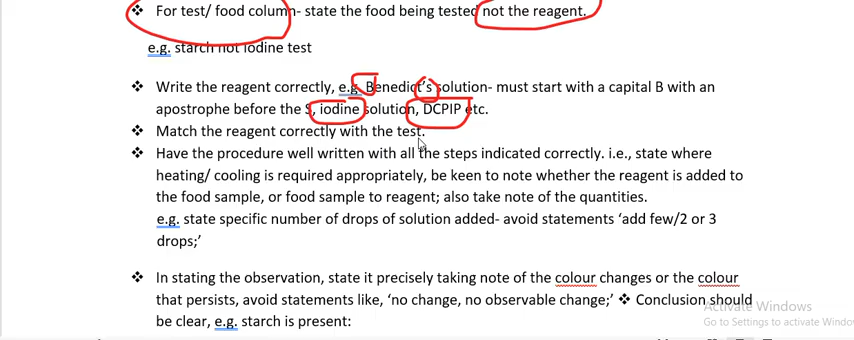 ❖ For test/ food column- state the food being tested not the reagent.
e.g. starch not iodine test
❖ Write the reagent correctly, e.g. Benedict's solution- must start with a capital B with an
apostrophe before the S, iodine solution, DCPIP etc.
❖ Match the reagent correctly with the test.
❖ Have the procedure well written with all the steps indicated correctly. i.e., state where
heating/ cooling is required appropriately, be keen to note whether the reagent is added to
the food sample, or food sample to reagent; also take note of the quantities.
e.g. state specific number of drops of solution added- avoid statements 'add few/2 or 3
drops;'
❖ In stating the observation, state it precisely taking note of the colour changes or the colour
that persists, avoid statements like, 'no change, no observable change;' ❖ Conclusion should
be clear, e.g. starch is present:
Activate Windows
Go to Settings to activate Windo